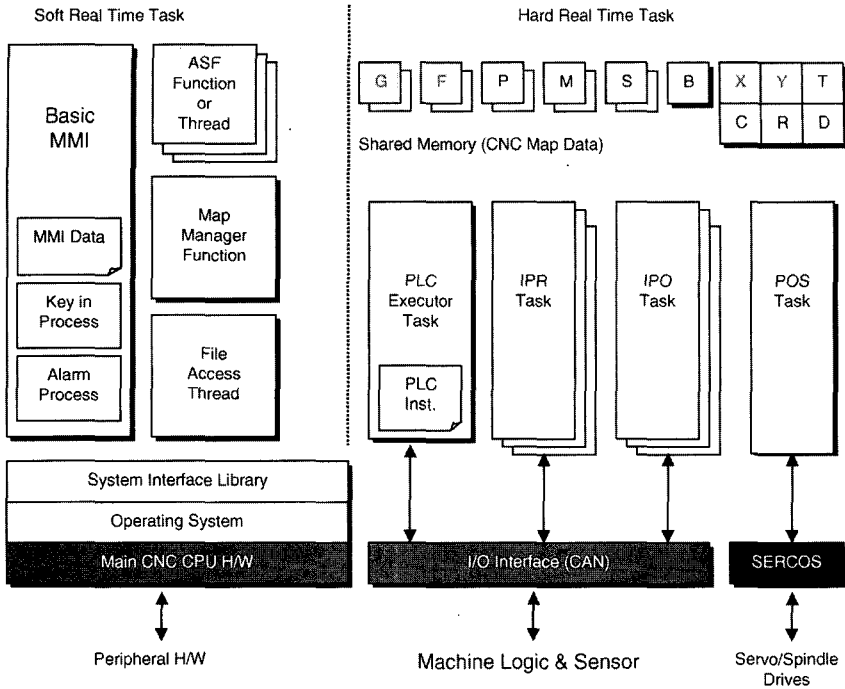 Soft Real Time Task
Hard Real Time Task
Basic
MMI
MMI Data
Key in
Process
Alarm
Process
ASF
Function
or
Thread
Map
Manager
Function
File
Access
Thread
G F P M S B X Y T
C R D
Shared Memory (CNC Map Data)
PLC
Executor
Task
PLC
Inst.
IPR
Task
IPO
Task
POS
Task
System Interface Library
Operating System
Main CNC CPU H/W
I/O Interface (CAN)
SERCOS
Peripheral H/W
Machine Logic & Sensor
Servo/Spindle
Drives